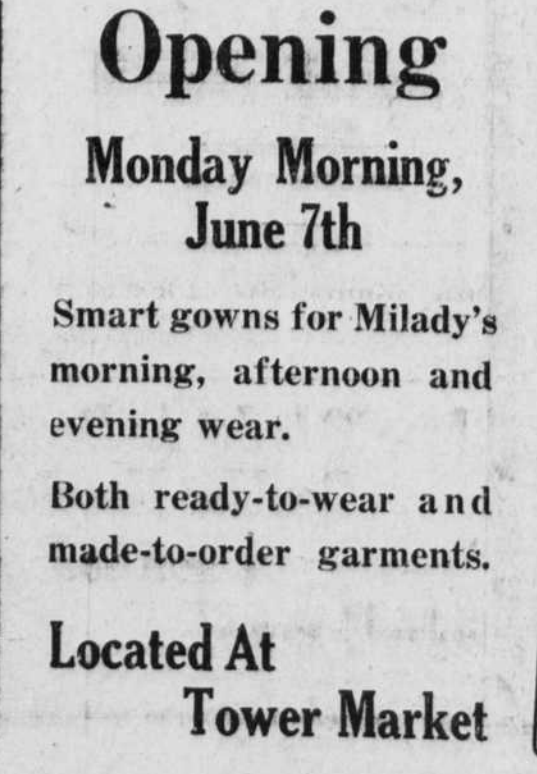 Opening
Monday Morning,
June 7th
Smart gowns for Milady's
morning, afternoon and
evening wear.
Both ready-to-wear and
made-to-order garments.
Located At
Tower Market